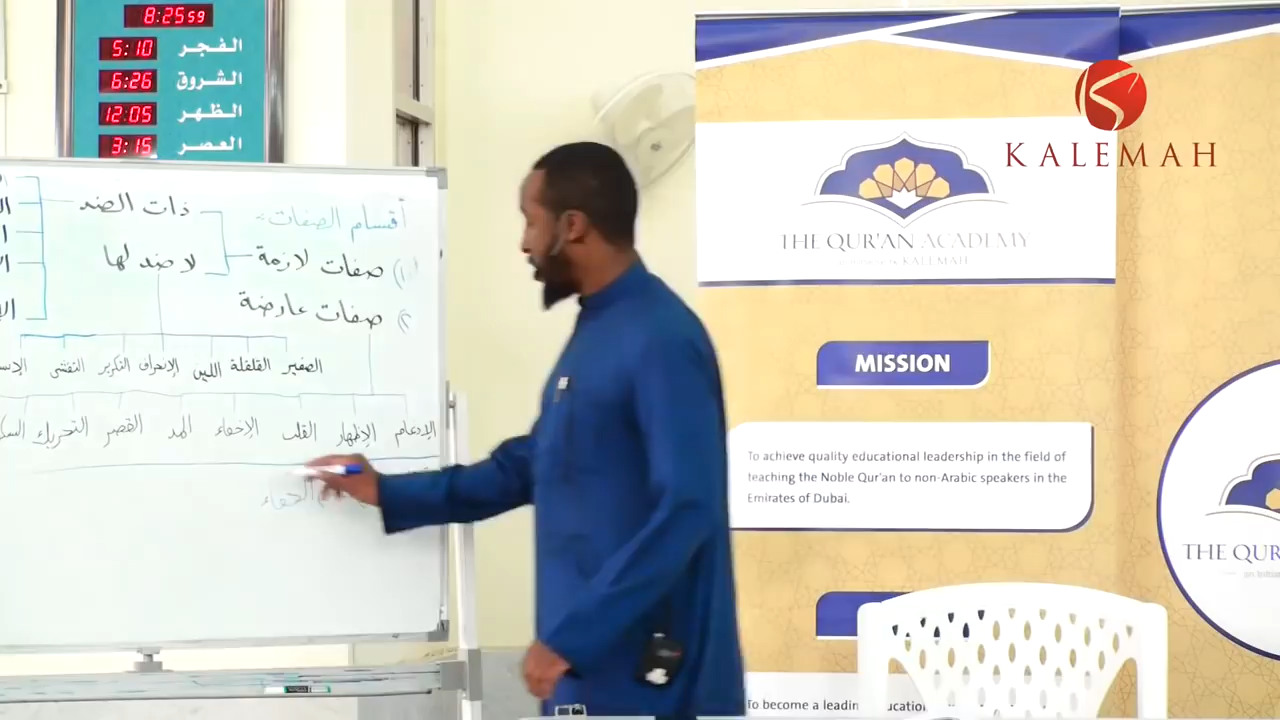 8:25 59
5:10 الفجر
6:26 الشروق
12:05 الظهر
3:15 العصر
أقسام الصفات:
(١) صفات لازمة
ذات الضد
لا ضد لها
(٢) صفات عارضة
الصفير القلقلة اللين الإنحراف التكرير التفشي
الإدغام الإظهار القلب الإخفاء المد القصر التحريك
KALEMAH
THE QUR'AN ACADEMY
KALEMAH
MISSION
To achieve quality educational leadership in the field of
teaching the Noble Qur'an to non-Arabic speakers in the
Emirates of Dubai.
To become a
THE QUR